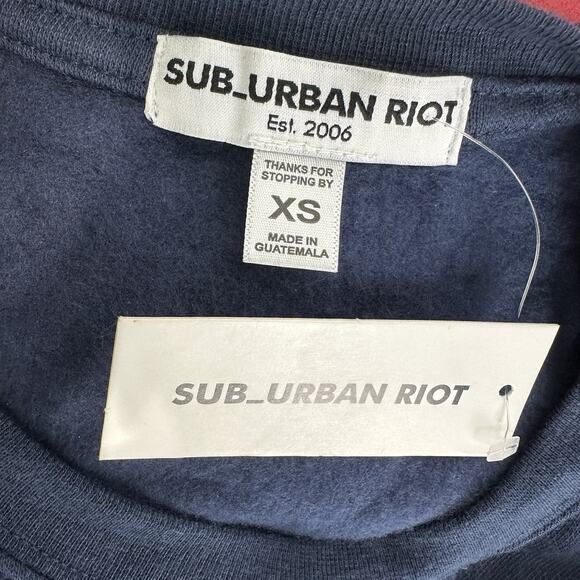 SUB_URBAN RIOT
Est. 2006
THANKS FOR
STOPPING BY
XS
MADE IN
GUATEMALA
SUB_URBAN RIOT